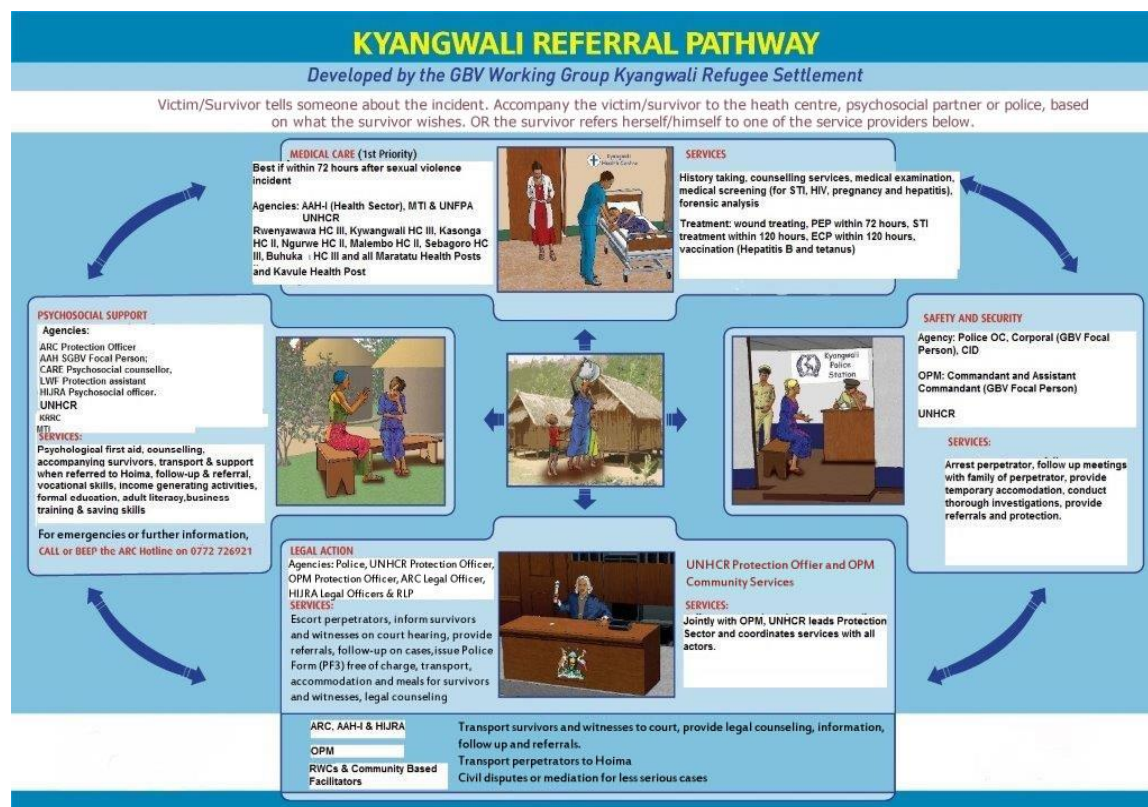 KYANGWALI REFERRAL PATHWAY
Developed by the GBV Working Group Kyangwali Refugee Settlement
Victim/Survivor tells someone about the incident. Accompany the victim/survivor to the heath centre, psychosocial partner or police, based
on what the survivor wishes. OR the survivor refers herself/himself to one of the service providers below.
MEDICAL CARE (1st Priority)
Best if within 72 hours after sexual violence
incident
Agencies: AAH-I (Health Sector), MTI & UNFPA
UNHCR
Rwenyawawa HC III, Kywangwali HC III, Kasonga
HC II, Ngurwe HC II, Malembo HC II, Sebagoro HC
III, Buhuka HC III and all Maratatu Health Posts
and Kavule Health Post
Kyangwali
Health Centre
SERVICES
History taking, counselling services, medical examination,
medical screening (for STI, HIV, pregnancy and hepatitis),
forensic analysis
Treatment: wound treating, PEP within 72 hours, STI
treatment within 120 hours, ECP within 120 hours,
vaccination (Hepatitis B and tetanus)
PSYCHOSOCIAL SUPPORT
Agencies:
ARC Protection Officer
AAH SGBV Focal Person;
CARE Psychosocial counsellor,
LWF Protection assistant
HIJRA Psychosocial officer.
UNHCR
KRRC
MTI
SERVICES:
Psychological first aid, counselling,
accompanying survivors, transport & support
when referred to Hoima, follow-up & referral,
vocational skills, income generating activities,
formal education, adult literacy,business
training & saving skills
For emergencies or further information,
CALL or BEEP the ARC Hotline on 0772 726921
Kyangwali
Police
Station
SAFETY AND SECURITY
Agency: Police OC, Corporal (GBV Focal
Person), CID
OPM: Commandant and Assistant
Commandant (GBV Focal Person)
UNHCR
SERVICES:
Arrest perpetrator, follow up meetings
with family of perpetrator, provide
temporary accomodation, conduct
thorough investigations, provide
referrals and protection.
LEGAL ACTION
Agencies: Police, UNHCR Protection Officer,
OPM Protection Officer, ARC Legal Officer,
HIJRA Legal Officers & RLP
SERVICES:
Escort perpetrators, inform survivors
and witnesses on court hearing, provide
referrals, follow-up on cases,issue Police
Form (PF3) free of charge, transport,
accommodation and meals for survivors
and witnesses, legal counseling
UNHCR Protection Offier and OPM
Community Services
SERVICES:
Jointly with OPM, UNHCR leads Protection
Sector and coordinates services with all
actors.
ARC, AAH-I & HIJRA
Transport survivors and witnesses to court, provide legal counseling, information,
follow up and referrals.
OPM
Transport perpetrators to Hoima
RWCs & Community Based
Facilitators
Civil disputes or mediation for less serious cases